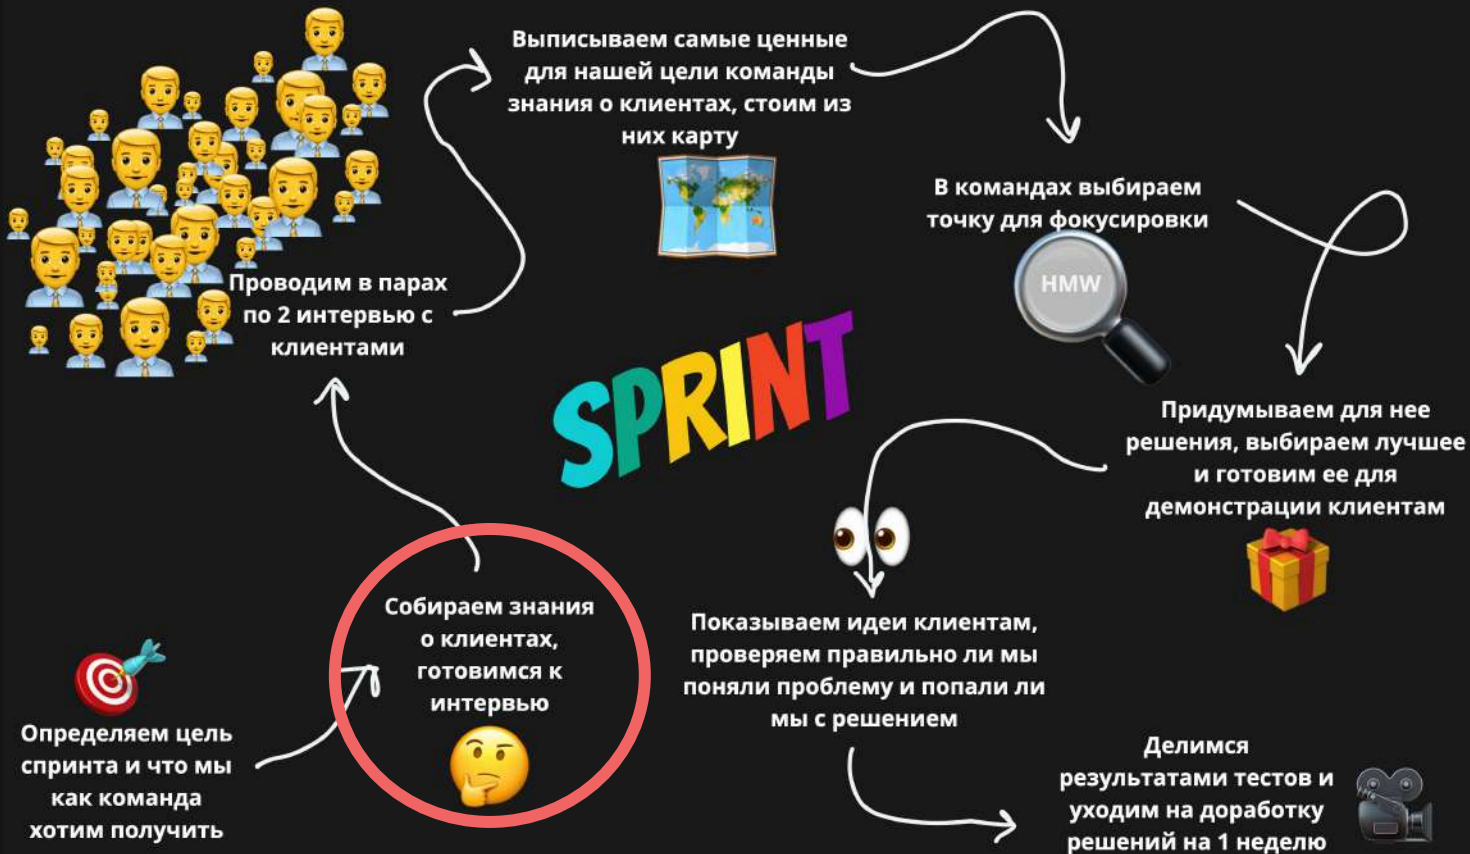 Определяем цель
спринта и что мы
как команда
хотим получить
Собираем знания
о клиентах,
готовимся к
интервью
Проводим в парах
по 2 интервью с
клиентами
Выписываем самые ценные
для нашей цели команды
знания о клиентах, стоим из
них карту
В командах выбираем
точку для фокусировки
HMW
Придумываем для нее
решения, выбираем лучшее
и готовим ее для
демонстрации клиентам
Показываем идеи клиентам,
проверяем правильно ли мы
поняли проблему и попали ли
мы с решением
Делимся
результатами тестов и
уходим на доработку
решений на 1 неделю
SPRINT